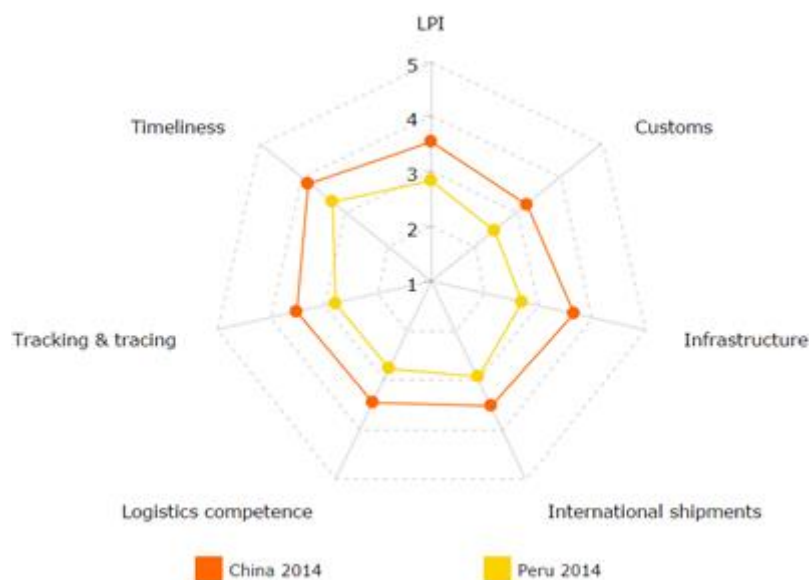 LPI
5
Timeliness
Customs
4
3
2
1
Tracking & tracing
Infrastructure
Logistics competence
International shipments
China 2014
Peru 2014